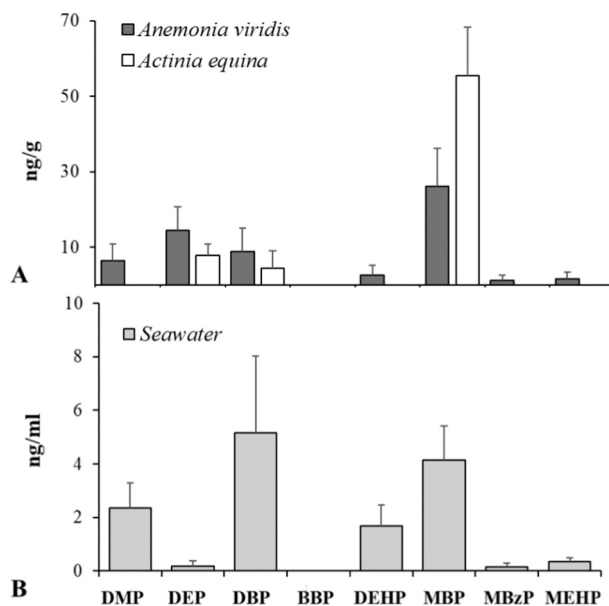 70
50
30
10
ng/g
Anemonia viridis
Actinia equina
A
10
8
6
4
2
0
ng/ml
Seawater
B
DMP DEP DBP BBP DEHP MBP MBzP MEHP